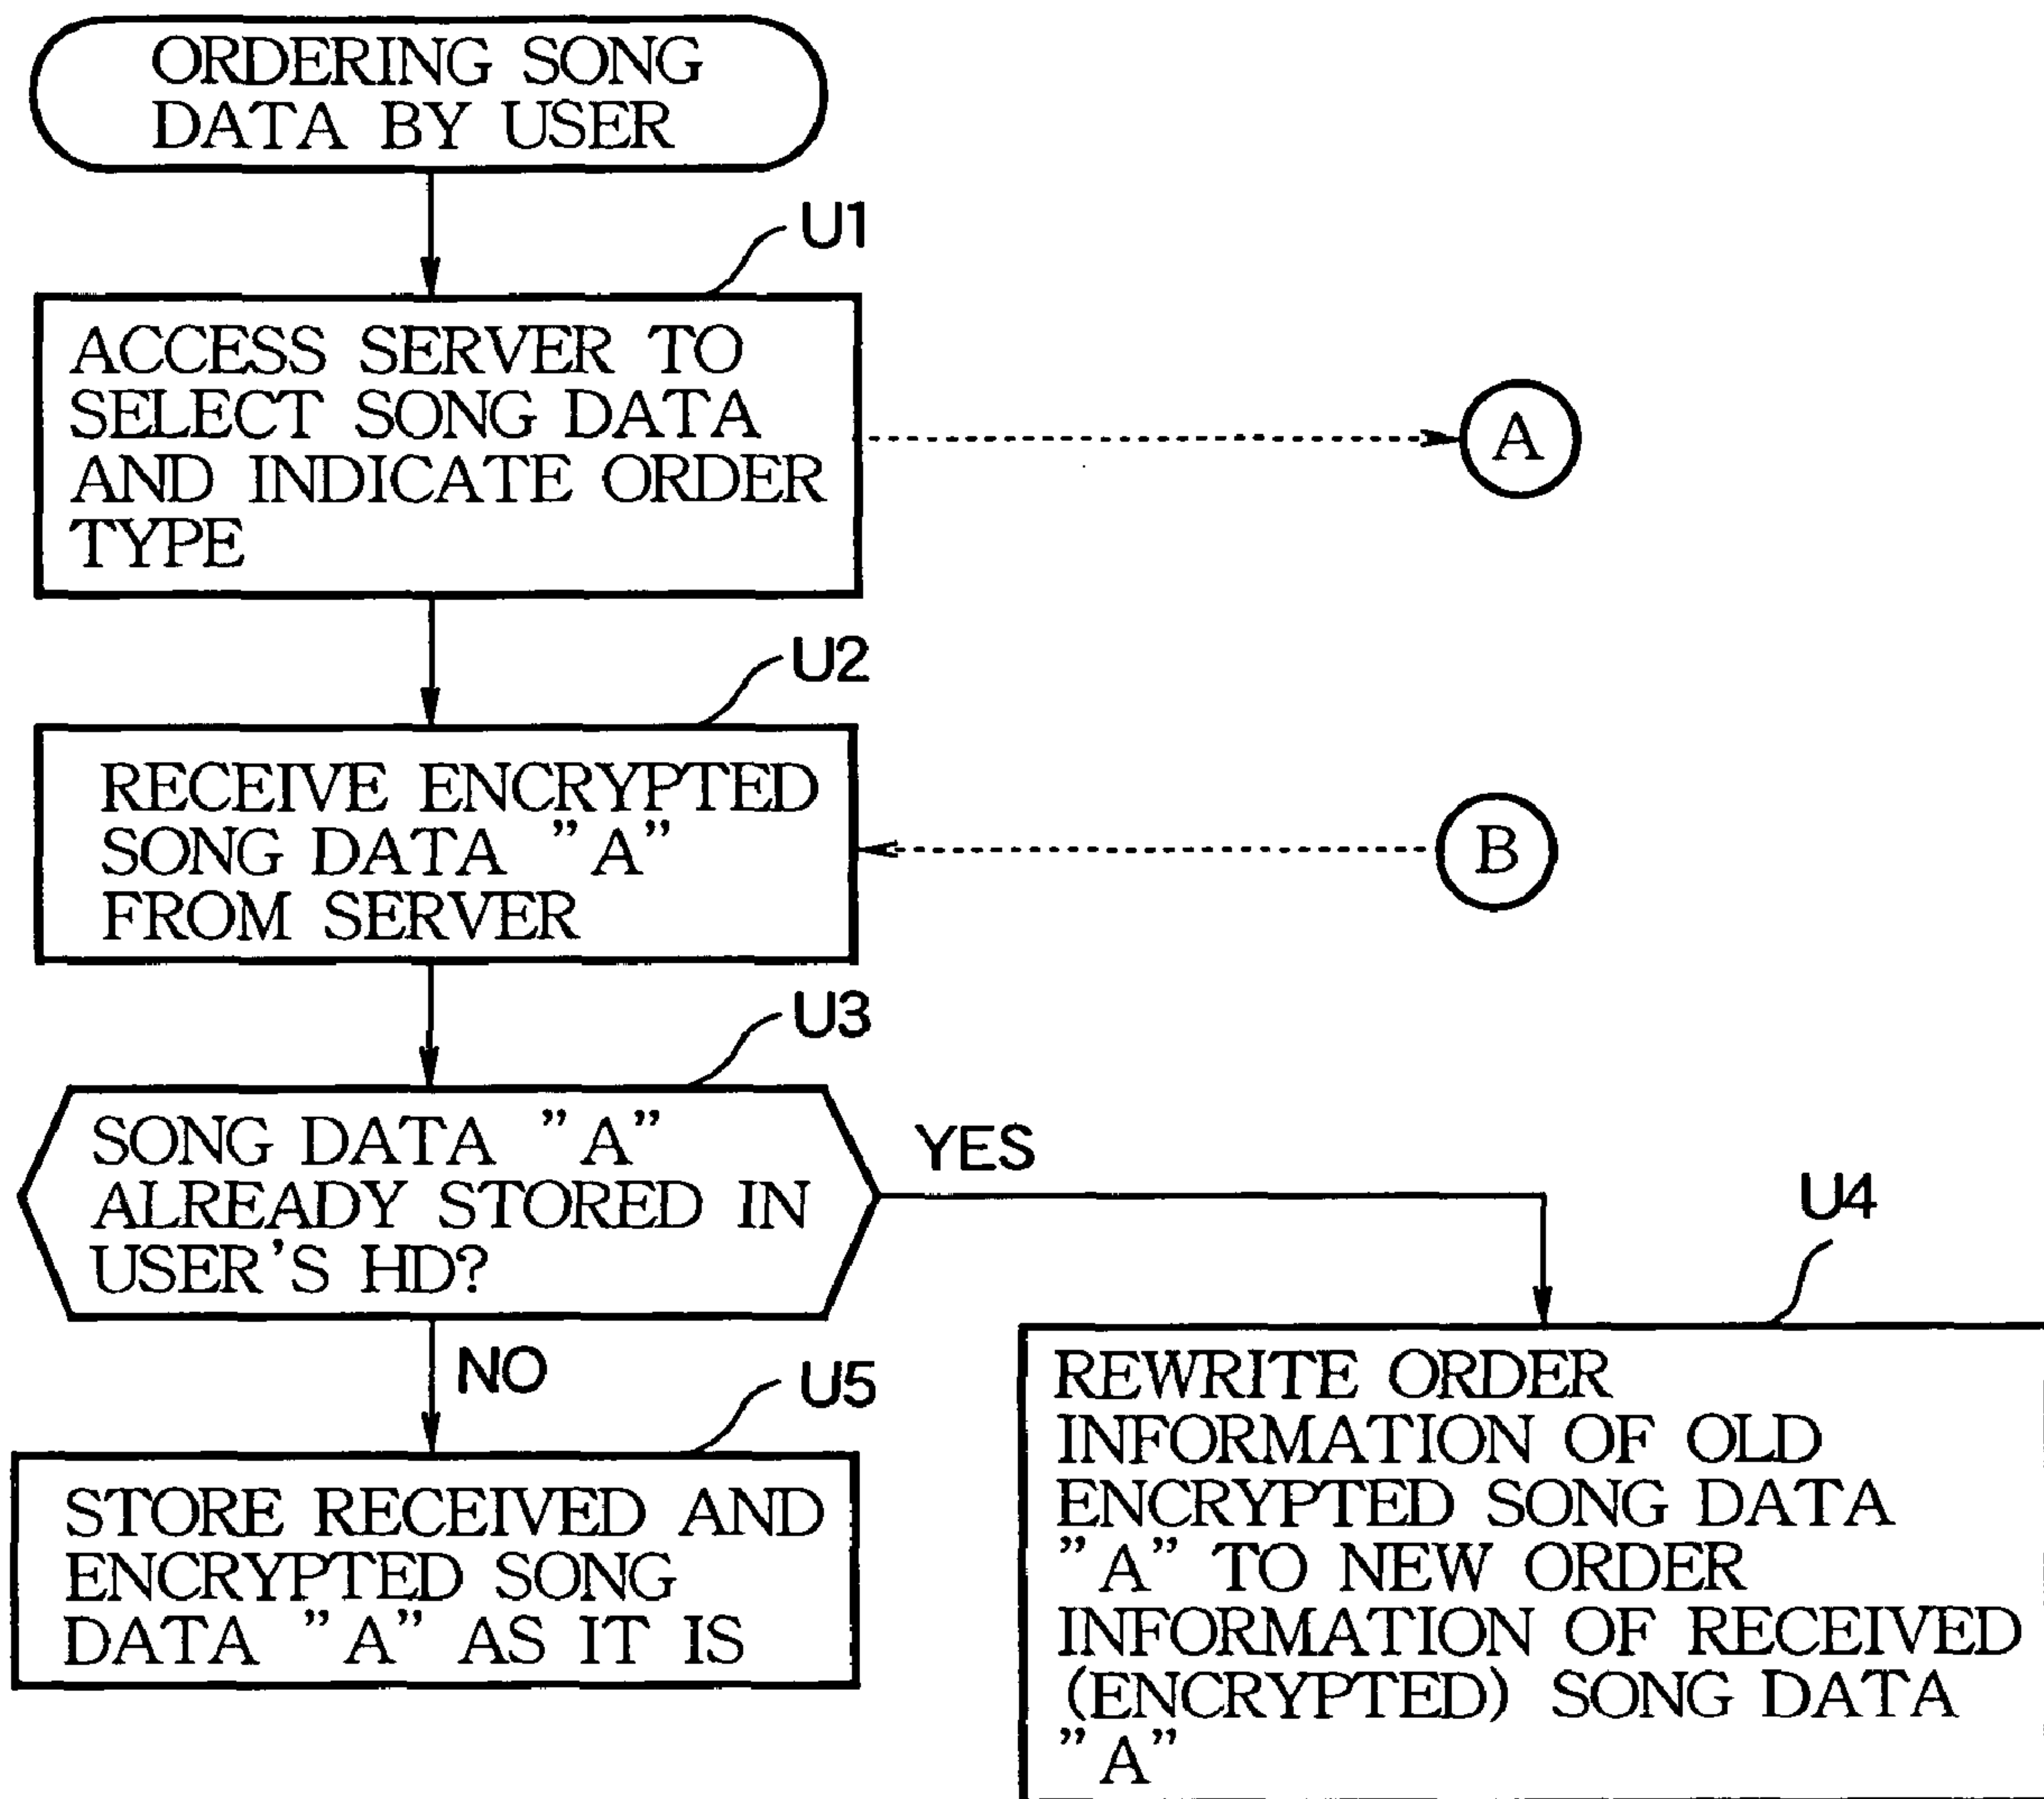 ORDERING SONG
DATA BY USER
U1
ACCESS SERVER TO
SELECT SONG DATA
AND INDICATE ORDER
TYPE
A
U2
RECEIVE ENCRYPTED
SONG DATA ”A”
FROM SERVER
B
U3
SONG DATA ”A”
ALREADY STORED IN
USER’S HD?
YES
NO
U4
REWRITE ORDER
INFORMATION OF OLD
ENCRYPTED SONG DATA
”A” TO NEW ORDER
INFORMATION OF RECEIVED
(ENCRYPTED) SONG DATA
”A”
U5
STORE RECEIVED AND
ENCRYPTED SONG
DATA ”A” AS IT IS